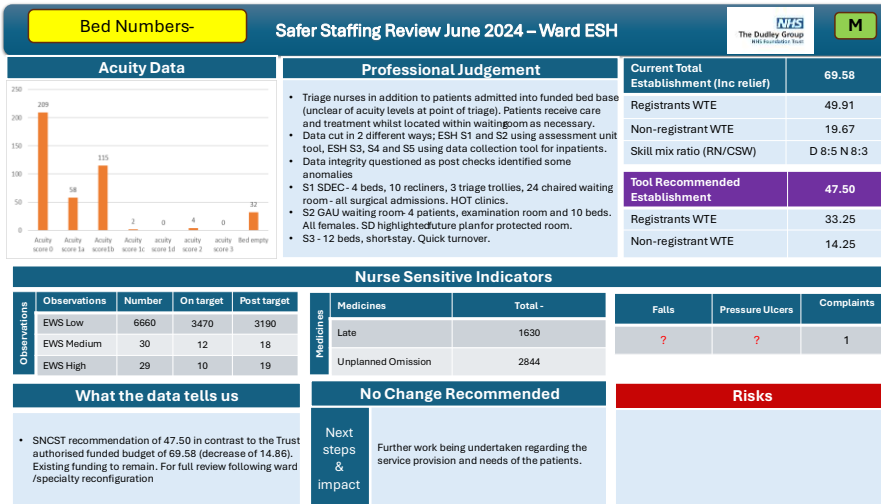 Bed Numbers-
Safer Staffing Review June 2024 – Ward ESH
NHS
The Dudley Group
NHS Foundation Trust
M
Acuity Data
250
200
150
100
50
0
209
58
115
2
0
4
0
32
Acuity score 0
Acuity score 1a
Acuity score1b
Acuity score 1c
Acuity score 1d
Acuity score 2
Acuity score 3
Bed empty
Professional Judgement
• Triage nurses in addition to patients admitted into funded bed base
(unclear of acuity levels at point of triage). Patients receive care
and treatment whilst located within waiting room as necessary.
• Data cut in 2 different ways; ESH S1 and S2 using assessment unit
tool, ESH S3, S4 and S5 using data collection tool for inpatients.
• Data integrity questioned as post checks identified some
anomalies
• S1 SDEC - 4 beds, 10 recliners, 3 triage trollies, 24 chaired waiting
room - all surgical admissions. HOT clinics.
• S2 GAU waiting room- 4 patients, examination room and 10 beds.
All females. SD highlighted future plan for protected room.
• S3 - 12 beds, short stay. Quick turnover.
Current Total
Establishment (Inc relief) 69.58
Registrants WTE 49.91
Non-registrant WTE 19.67
Skill mix ratio (RN/CSW) D 8:5 N 8:3
Tool Recommended
Establishment 47.50
Registrants WTE 33.25
Non-registrant WTE 14.25
Nurse Sensitive Indicators
Observations
Observations Number On target Post target
EWS Low 6660 3470 3190
EWS Medium 30 12 18
EWS High 29 10 19
Medicines
Medicines Total -
Late 1630
Unplanned Omission 2844
Falls Pressure Ulcers Complaints
? ? 1
What the data tells us
• SNCST recommendation of 47.50 in contrast to the Trust
authorised funded budget of 69.58 (decrease of 14.86).
Existing funding to remain. For full review following ward
/specialty reconfiguration
No Change Recommended
Next
steps
&
impact
Further work being undertaken regarding the
service provision and needs of the patients.
Risks